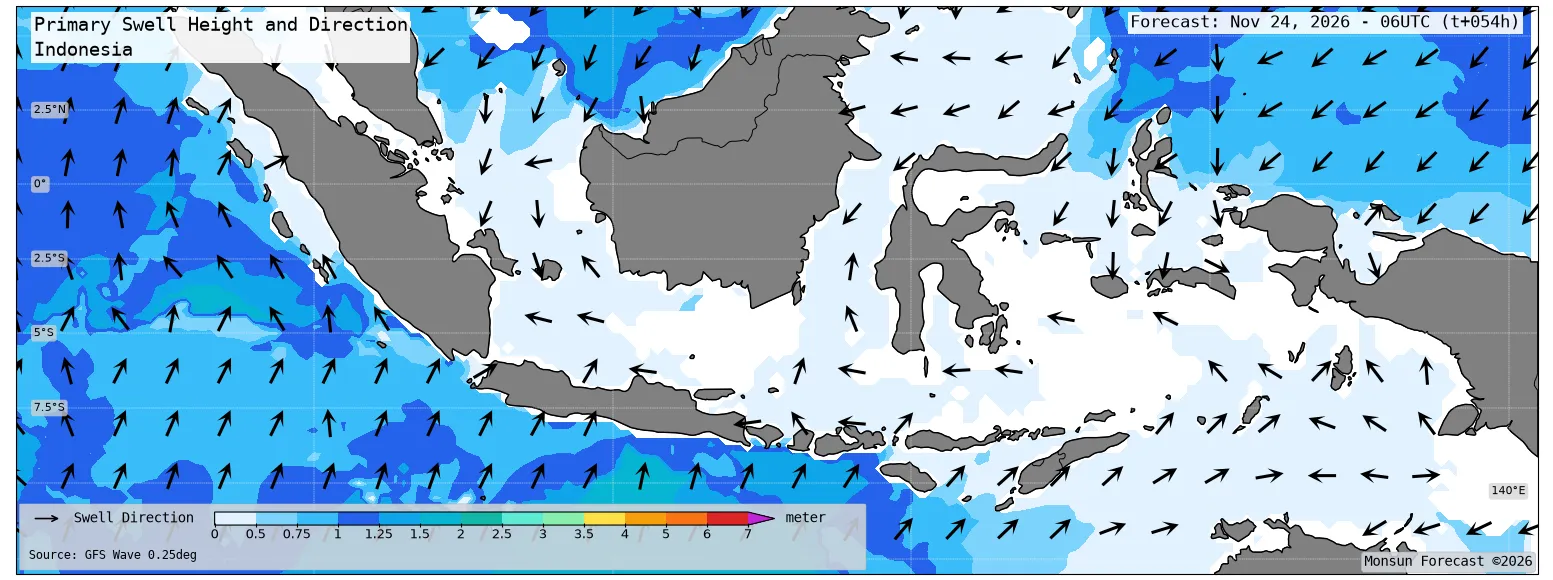 Primary Swell Height and Direction
Indonesia
Forecast: Nov 24, 2026 - 06UTC (t+054h)
2.5°N
0°
2.5°S
5°S
7.5°S
140°E
Swell Direction
0 0.5 0.75 1 1.25 1.5 2 2.5 3 3.5 4 5 6 7
meter
Source: GFS Wave 0.25deg
Monsun Forecast ©2026